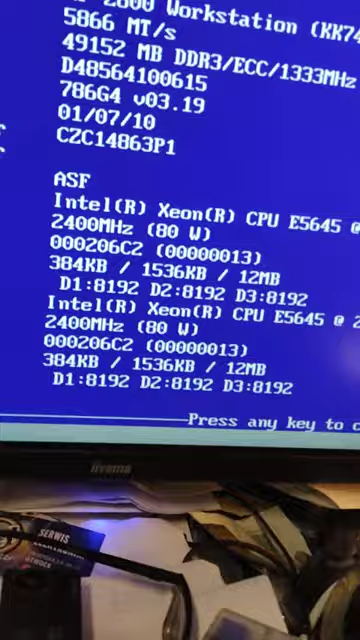 Z800 Workstation (KK74
5866 MT/s
49152 MB DDR3/ECC/1333MHz
D48564100615
786G4 v03.19
01/07/10
CZC14863P1
ASF
Intel(R) Xeon(R) CPU E5645 @
2400MHz (80 W)
000206C2 (00000013)
384KB / 1536KB / 12MB
D1:8192 D2:8192 D3:8192
Intel(R) Xeon(R) CPU E5645 @ 2
2400MHz (80 W)
000206C2 (00000013)
384KB / 1536KB / 12MB
D1:8192 D2:8192 D3:8192
Press any key to c
iiyama
SERWIS